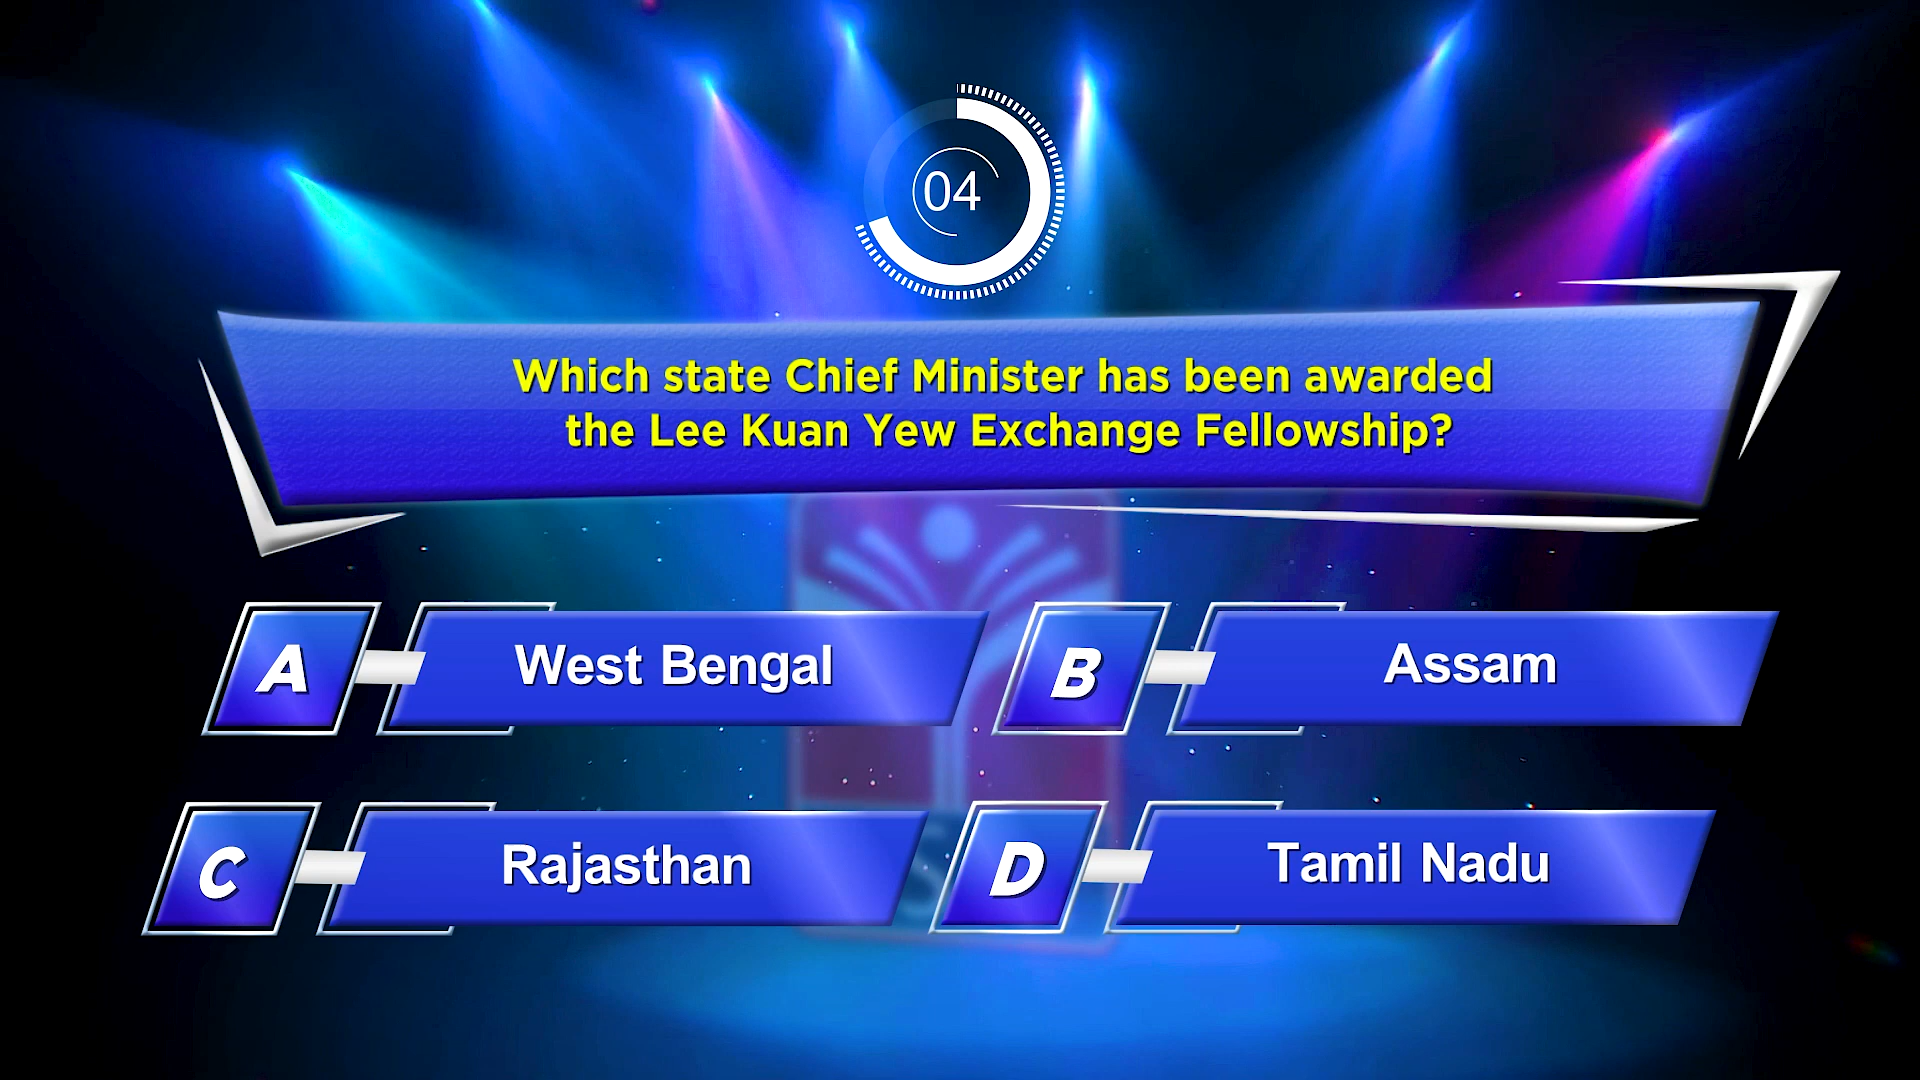 04
Which state Chief Minister has been awarded
the Lee Kuan Yew Exchange Fellowship?
A West Bengal
B Assam
C Rajasthan
D Tamil Nadu